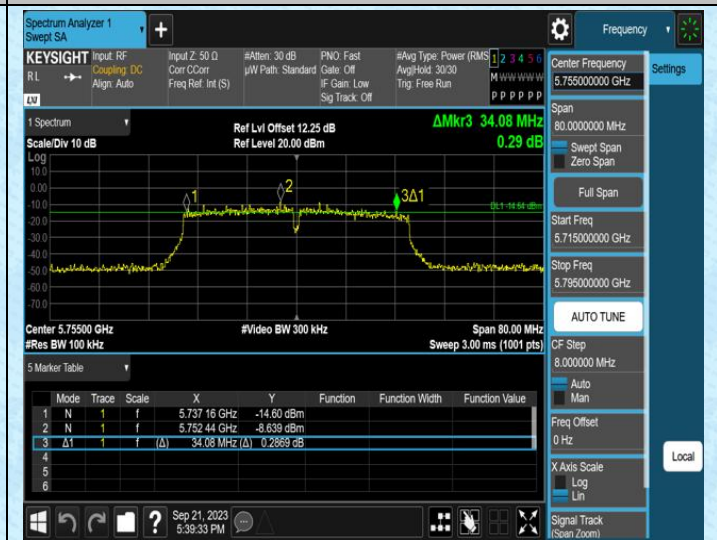 Spectrum Analyzer 1
Swept SA
+
Frequency
KEYSIGHT
RL
LXI
Input: RF
Coupling: DC
Align: Auto
Input Z: 50 Ω
Corr CCorr
Freq Ref: Int (S)
#Atten: 30 dB
µW Path: Standard
PNO: Fast
Gate: Off
IF Gain: Low
Sig Track: Off
#Avg Type: Power (RMS
Avg|Hold: 30/30
Trig: Free Run
1 2 3 4 5 6
M W W W W W
P P P P P P
1 Spectrum
Scale/Div 10 dB
Ref Lvl Offset 12.25 dB
Ref Level 20.00 dBm
ΔMkr3 34.08 MHz
0.29 dB
Log
10.0
0.00
-10.0
-20.0
-30.0
-40.0
-50.0
-60.0
-70.0
1
2
3Δ1
DL1 -14.64 dBm
Center 5.75500 GHz
#Res BW 100 kHz
#Video BW 300 kHz
Span 80.00 MHz
Sweep 3.00 ms (1001 pts)
5 Marker Table
Mode Trace Scale X Y Function Function Width Function Value
1 N 1 f 5.737 16 GHz -14.60 dBm
2 N 1 f 5.752 44 GHz -8.639 dBm
3 Δ1 1 f (Δ) 34.08 MHz (Δ) 0.2869 dB
4
5
6
Sep 21, 2023
5:39:33 PM
?
Center Frequency
5.755000000 GHz
Span
80.0000000 MHz
Swept Span
Zero Span
Full Span
Start Freq
5.715000000 GHz
Stop Freq
5.795000000 GHz
AUTO TUNE
CF Step
8.000000 MHz
Auto
Man
Freq Offset
0 Hz
X Axis Scale
Log
Lin
Signal Track
(Span Zoom)
Settings
Local